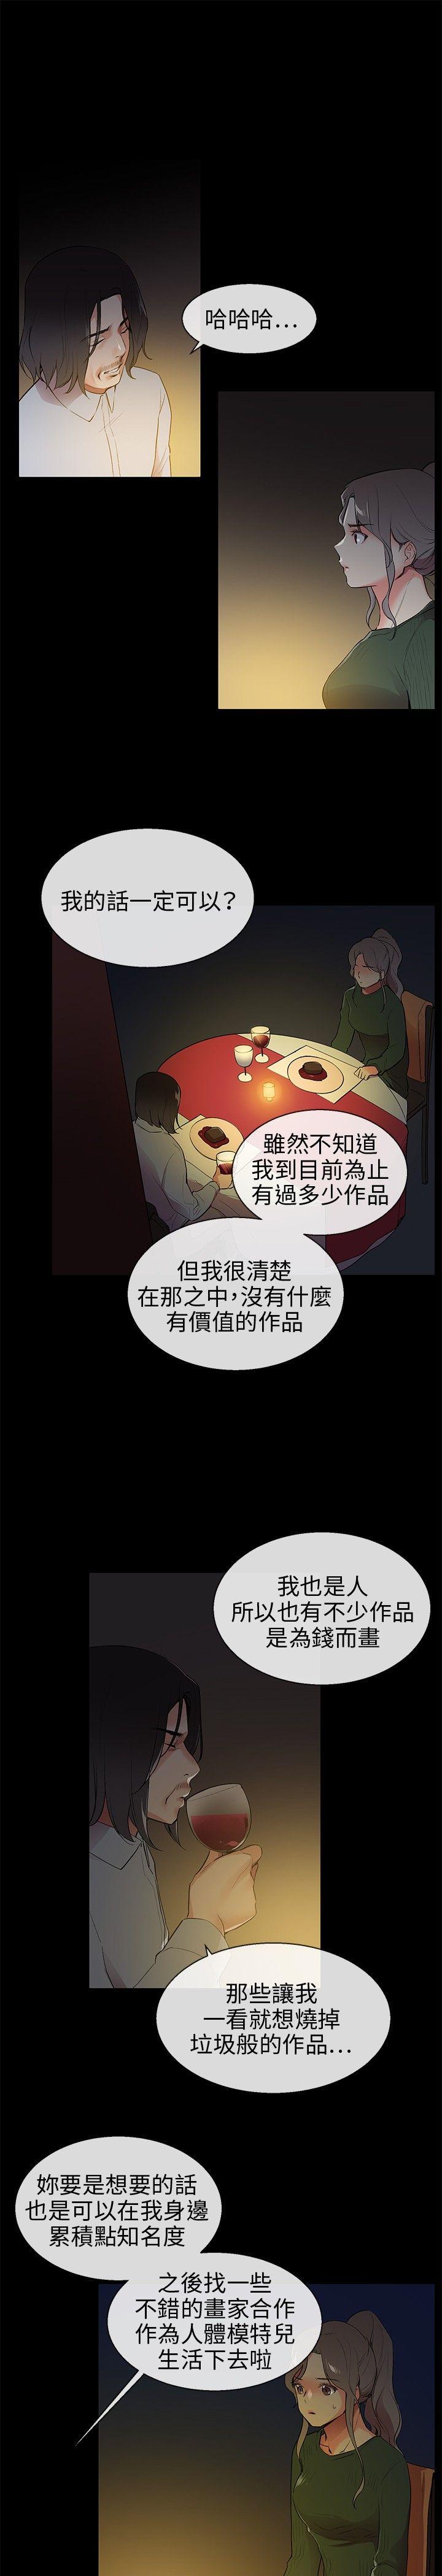 哈哈哈...
我的話一定可以?
雖然不知道
我到目前為止
有過多少作品
但我很清楚
在那之中,沒有什麼
有價值的作品
我也是人
所以也有不少作品
是為錢而畫
那些讓我
一看就想燒掉
垃圾般的作品...
妳要是想要的話
也是可以在我身邊
累積點知名度
之後找一些
不錯的畫家合作
作為人體模特兒
生活下去啦